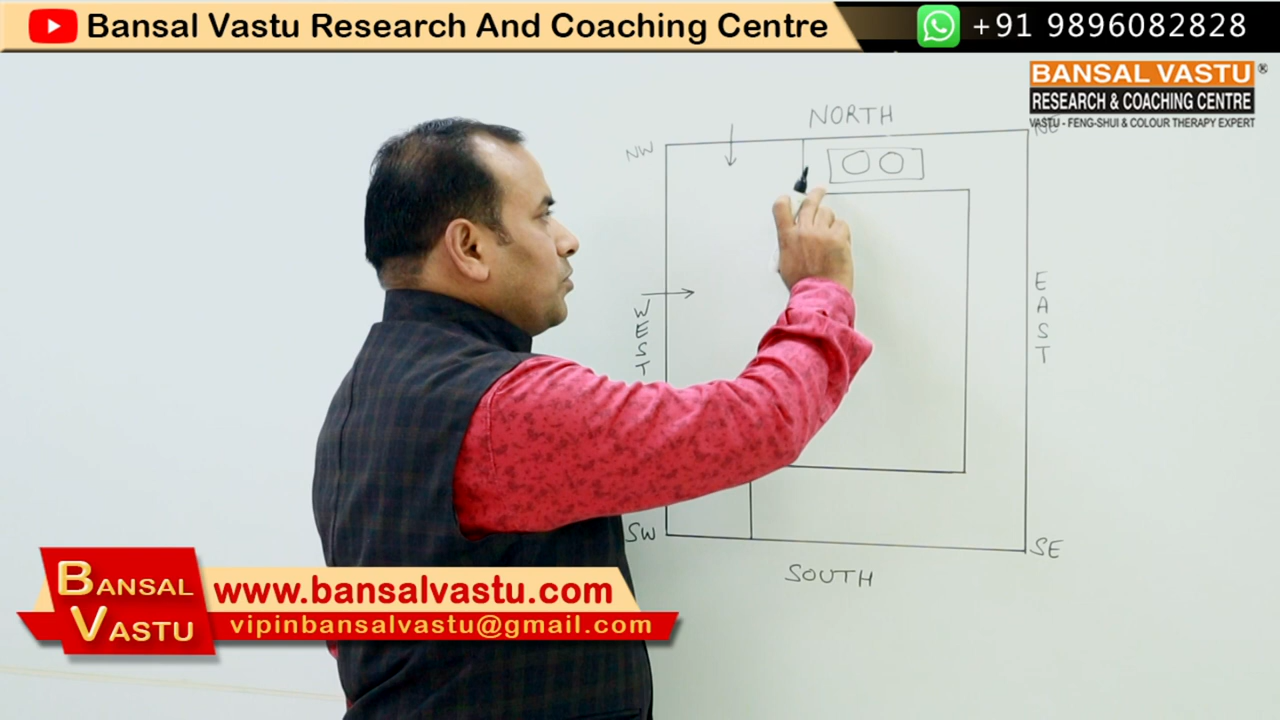 Bansal Vastu Research And Coaching Centre
+91 9896082828
BANSAL VASTU®
RESEARCH & COACHING CENTRE
VASTU - FENG-SHUI & COLOUR THERAPY EXPERT
NORTH
NW
NE
WEST
EAST
SW
SE
SOUTH
BANSAL
VASTU
www.bansalvastu.com
vipinbansalvastu@gmail.com